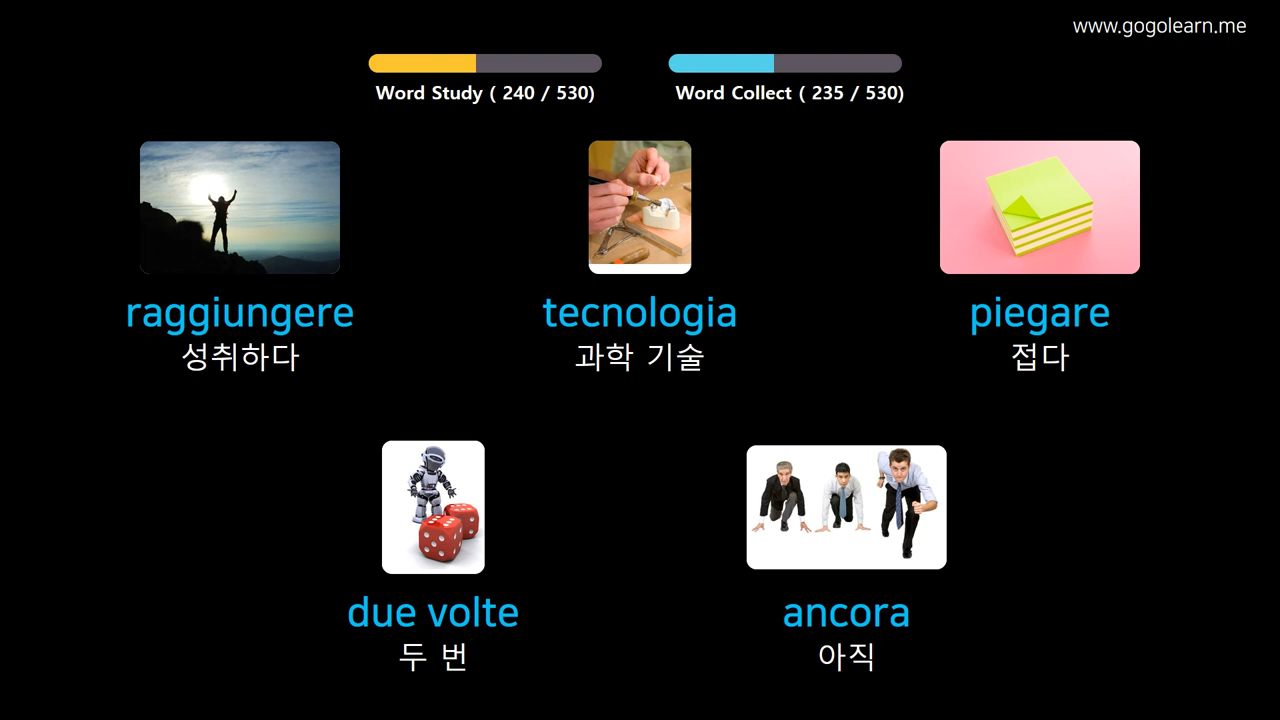 www.gogolearn.me
Word Study ( 240 / 530)
Word Collect ( 235 / 530)
raggiungere
성취하다
tecnologia
과학 기술
piegare
접다
due volte
두 번
ancora
아직